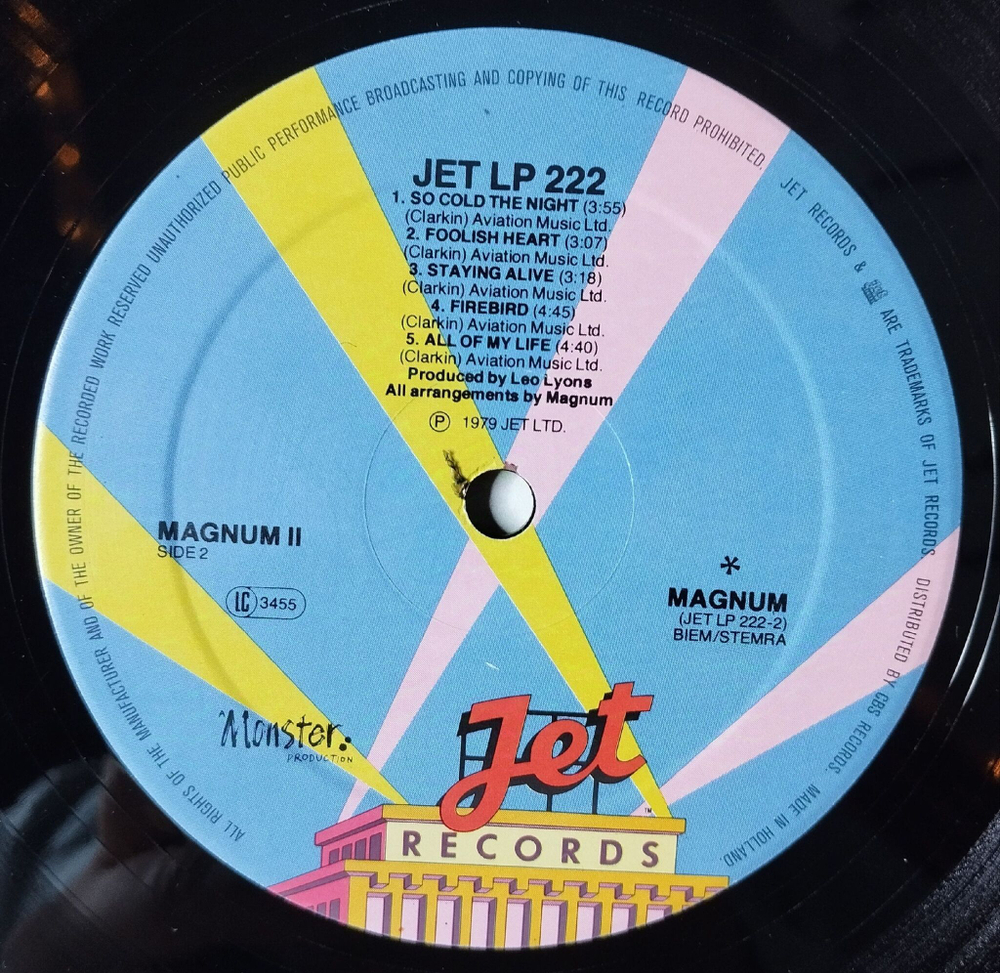 JET LP 222
1. SO COLD THE NIGHT (3:55)
(Clarkin) Aviation Music Ltd.
2. FOOLISH HEART (3:07)
(Clarkin) Aviation Music Ltd.
3. STAYING ALIVE (3:18)
(Clarkin) Aviation Music Ltd.
4. FIREBIRD (4:45)
(Clarkin) Aviation Music Ltd.
5. ALL OF MY LIFE (4:40)
(Clarkin) Aviation Music Ltd.
Produced by Leo Lyons
All arrangements by Magnum
Ⓟ 1979 JET LTD.
MAGNUM II
SIDE 2
LC 3455
*
MAGNUM
(JET LP 222-2)
BIEM/STEMRA
Monster.
PRODUCTION
Jet
TM
RECORDS
ALL RIGHTS OF THE MANUFACTURER AND OF THE OWNER OF THE RECORDED WORK RESERVED UNAUTHORIZED PUBLIC PERFORMANCE BROADCASTING AND COPYING OF THIS RECORD PROHIBITED. JET RECORDS & ARE TRADEMARKS OF JET RECORDS. DISTRIBUTED BY CBS RECORDS. MADE IN HOLLAND.